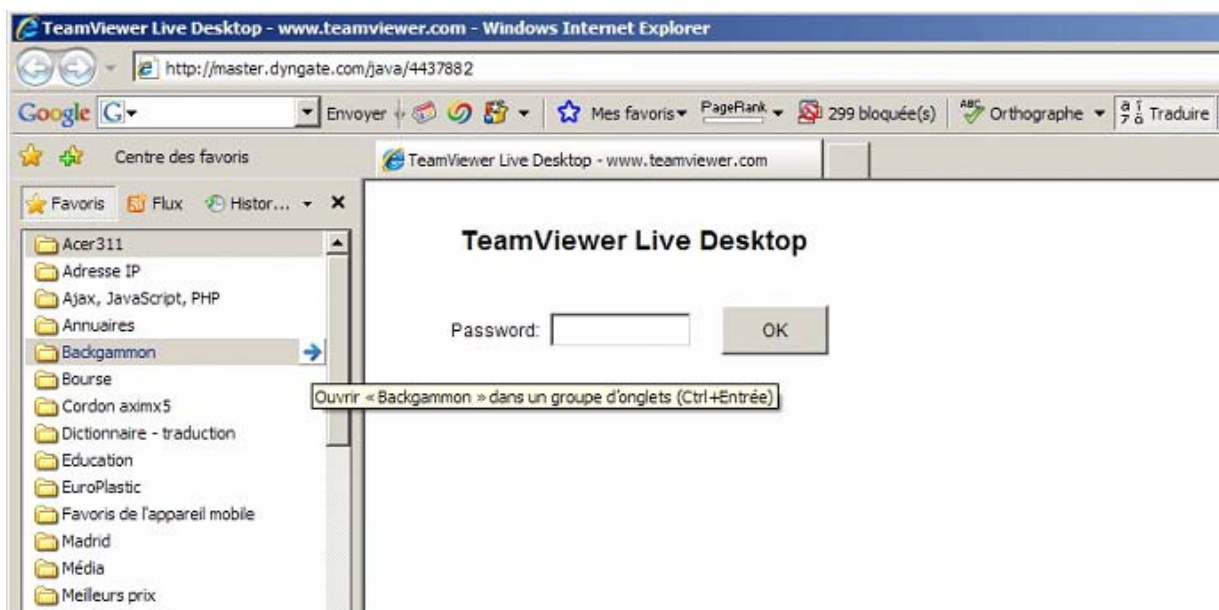 TeamViewer Live Desktop - www.teamviewer.com - Windows Internet Explorer
http://master.dyngate.com/java/4437882
Google G Envoyer Mes favoris PageRank 299 bloquée(s) ABC Orthographe Traduire
Centre des favoris TeamViewer Live Desktop - www.teamviewer.com
Favoris Flux Histor...
TeamViewer Live Desktop
Acer311
Adresse IP
Ajax, JavaScript, PHP
Annuaires
Password: OK
Backgammon
Bourse
Ouvrir « Backgammon » dans un groupe d'onglets (Ctrl+Entrée)
Cordon aximx5
Dictionnaire - traduction
Education
EuroPlastic
Favoris de l'appareil mobile
Madrid
Média
Meilleurs prix